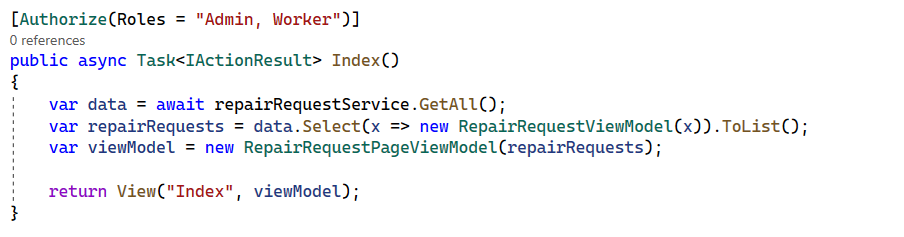 [Authorize(Roles = "Admin, Worker")]
0 references
public async Task<IActionResult> Index()
{
    var data = await repairRequestService.GetAll();
    var repairRequests = data.Select(x => new RepairRequestViewModel(x)).ToList();
    var viewModel = new RepairRequestPageViewModel(repairRequests);

    return View("Index", viewModel);
}